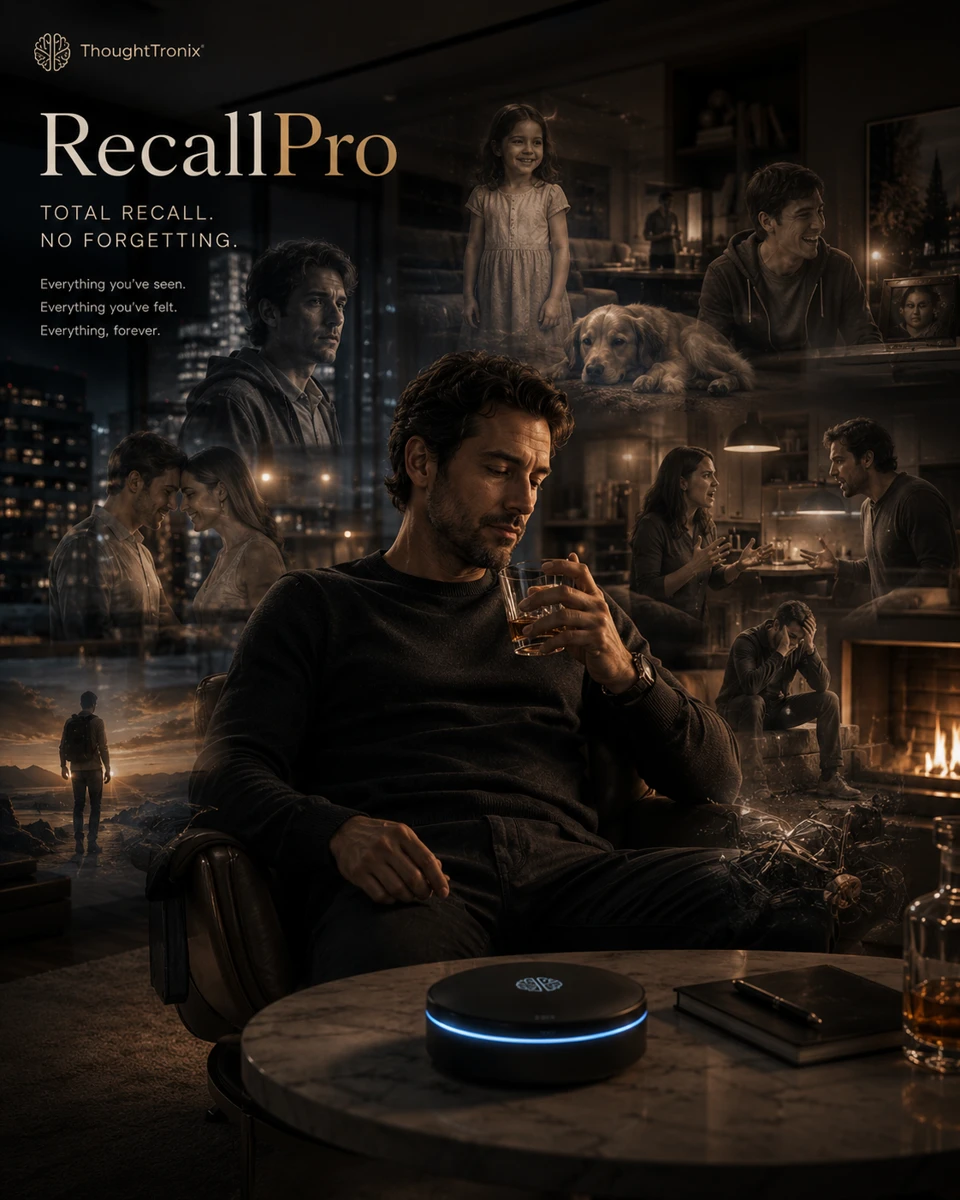 ThoughtTronix
RecallPro
TOTAL RECALL.
NO FORGETTING.
Everything you've seen.
Everything you've felt.
Everything, forever.